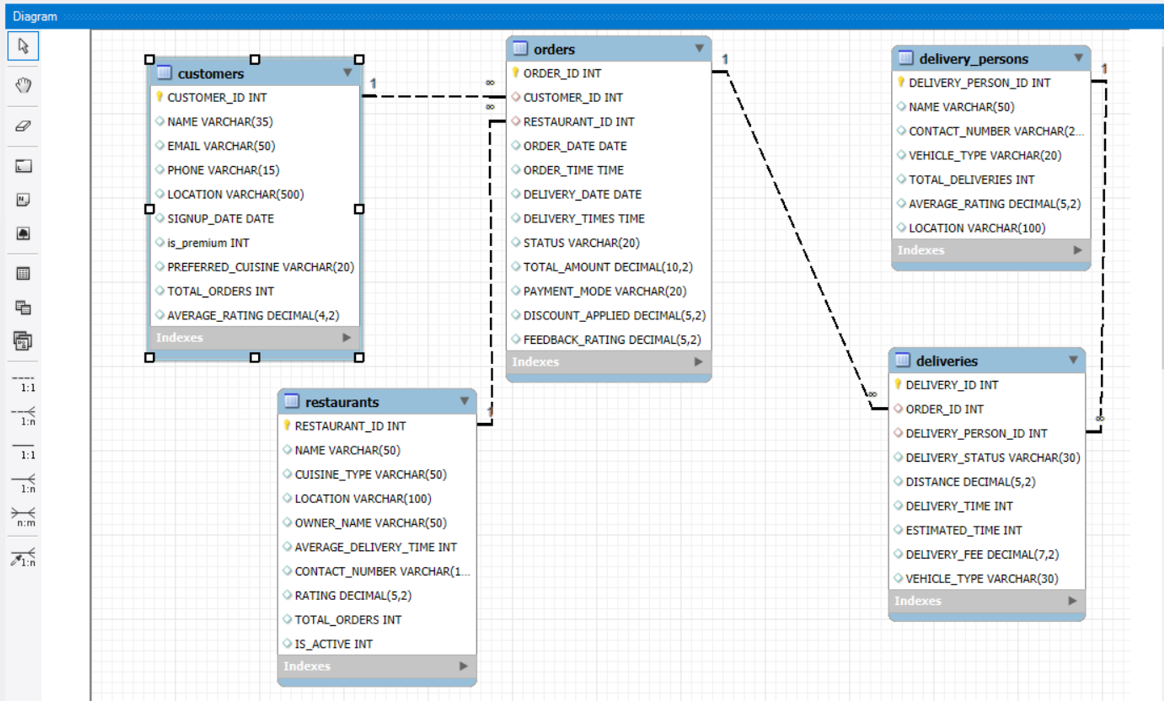 Diagram
1:1
1:n
1:1
1:n
n:m
1:n
customers
CUSTOMER_ID INT
NAME VARCHAR(35)
EMAIL VARCHAR(50)
PHONE VARCHAR(15)
LOCATION VARCHAR(500)
SIGNUP_DATE DATE
is_premium INT
PREFERRED_CUISINE VARCHAR(20)
TOTAL_ORDERS INT
AVERAGE_RATING DECIMAL(4,2)
Indexes
1
∞
∞
orders
ORDER_ID INT
CUSTOMER_ID INT
RESTAURANT_ID INT
ORDER_DATE DATE
ORDER_TIME TIME
DELIVERY_DATE DATE
DELIVERY_TIMES TIME
STATUS VARCHAR(20)
TOTAL_AMOUNT DECIMAL(10,2)
PAYMENT_MODE VARCHAR(20)
DISCOUNT_APPLIED DECIMAL(5,2)
FEEDBACK_RATING DECIMAL(5,2)
Indexes
1
∞
restaurants
RESTAURANT_ID INT
NAME VARCHAR(50)
CUISINE_TYPE VARCHAR(50)
LOCATION VARCHAR(100)
OWNER_NAME VARCHAR(50)
AVERAGE_DELIVERY_TIME INT
CONTACT_NUMBER VARCHAR(1...
RATING DECIMAL(5,2)
TOTAL_ORDERS INT
IS_ACTIVE INT
Indexes
1
delivery_persons
DELIVERY_PERSON_ID INT
NAME VARCHAR(50)
CONTACT_NUMBER VARCHAR(2...
VEHICLE_TYPE VARCHAR(20)
TOTAL_DELIVERIES INT
AVERAGE_RATING DECIMAL(5,2)
LOCATION VARCHAR(100)
Indexes
1
∞
deliveries
DELIVERY_ID INT
ORDER_ID INT
DELIVERY_PERSON_ID INT
DELIVERY_STATUS VARCHAR(30)
DISTANCE DECIMAL(5,2)
DELIVERY_TIME INT
ESTIMATED_TIME INT
DELIVERY_FEE DECIMAL(7,2)
VEHICLE_TYPE VARCHAR(30)
Indexes